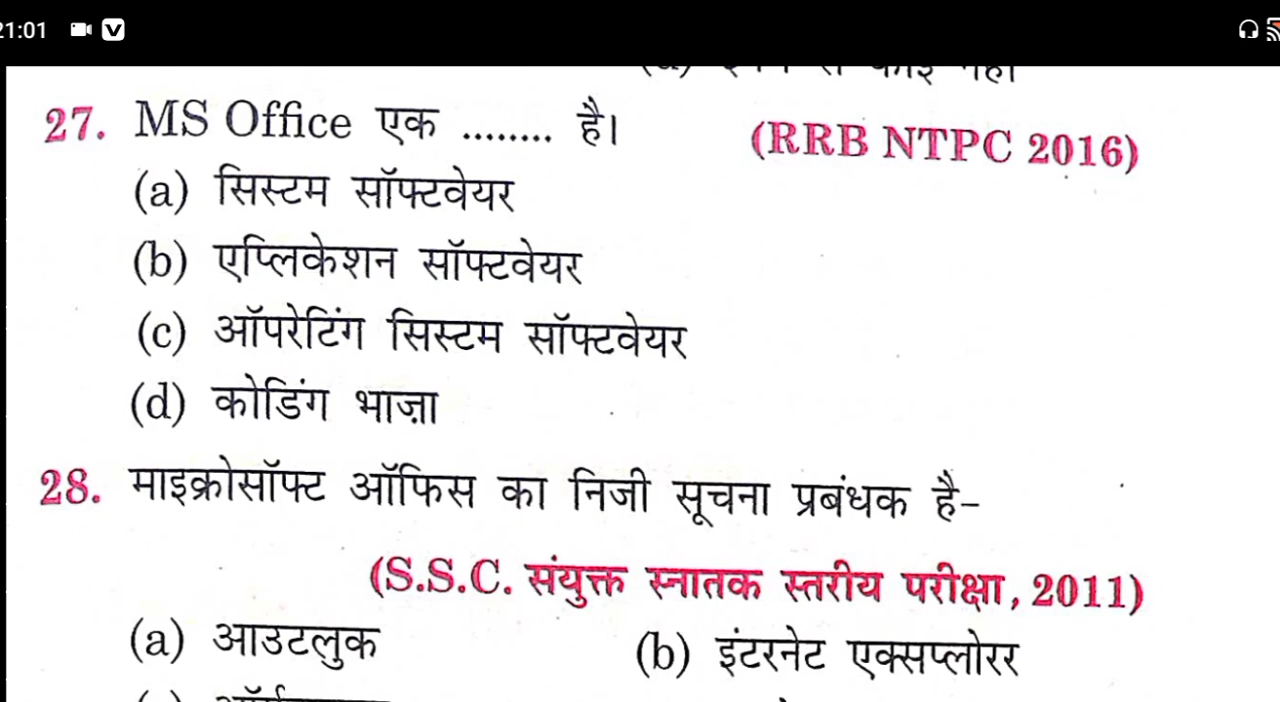 21:01
27. MS Office एक ........ है। (RRB NTPC 2016)
(a) सिस्टम सॉफ्टवेयर
(b) एप्लिकेशन सॉफ्टवेयर
(c) ऑपरेटिंग सिस्टम सॉफ्टवेयर
(d) कोडिंग भाज़ा
28. माइक्रोसॉफ्ट ऑफिस का निजी सूचना प्रबंधक है-
(S.S.C. संयुक्त स्नातक स्तरीय परीक्षा, 2011)
(a) आउटलुक (b) इंटरनेट एक्सप्लोरर